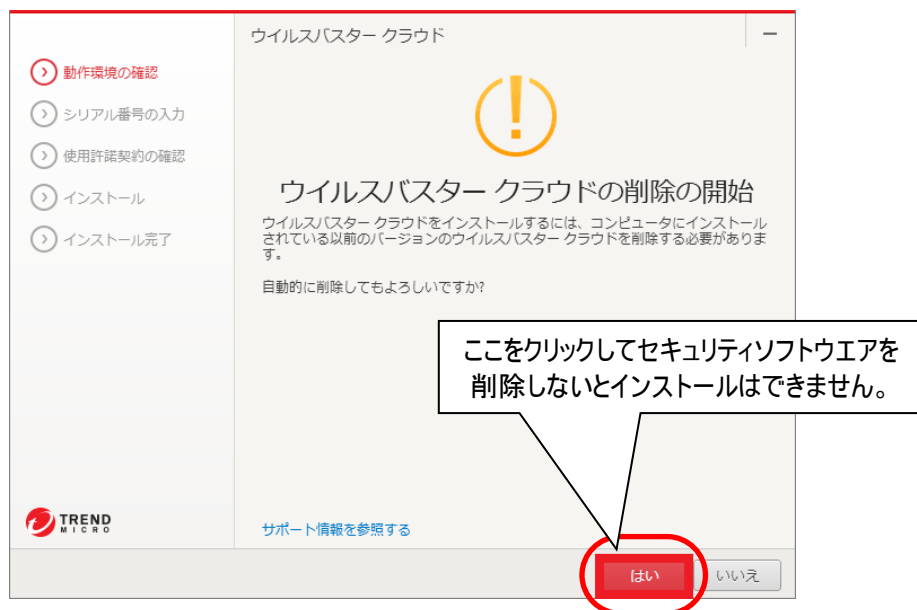 ウイルスバスター クラウド
動作環境の確認
シリアル番号の入力
使用許諾契約の確認
インストール
インストール完了
ウイルスバスター クラウドの削除の開始
ウイルスバスター クラウドをインストールするには、コンピュータにインストール
されている以前のバージョンのウイルスバスター クラウドを削除する必要がありま
す。
自動的に削除してもよろしいですか?
ここをクリックしてセキュリティソフトウエアを
削除しないとインストールはできません。
TREND
MICRO
サポート情報を参照する
はい
いいえ